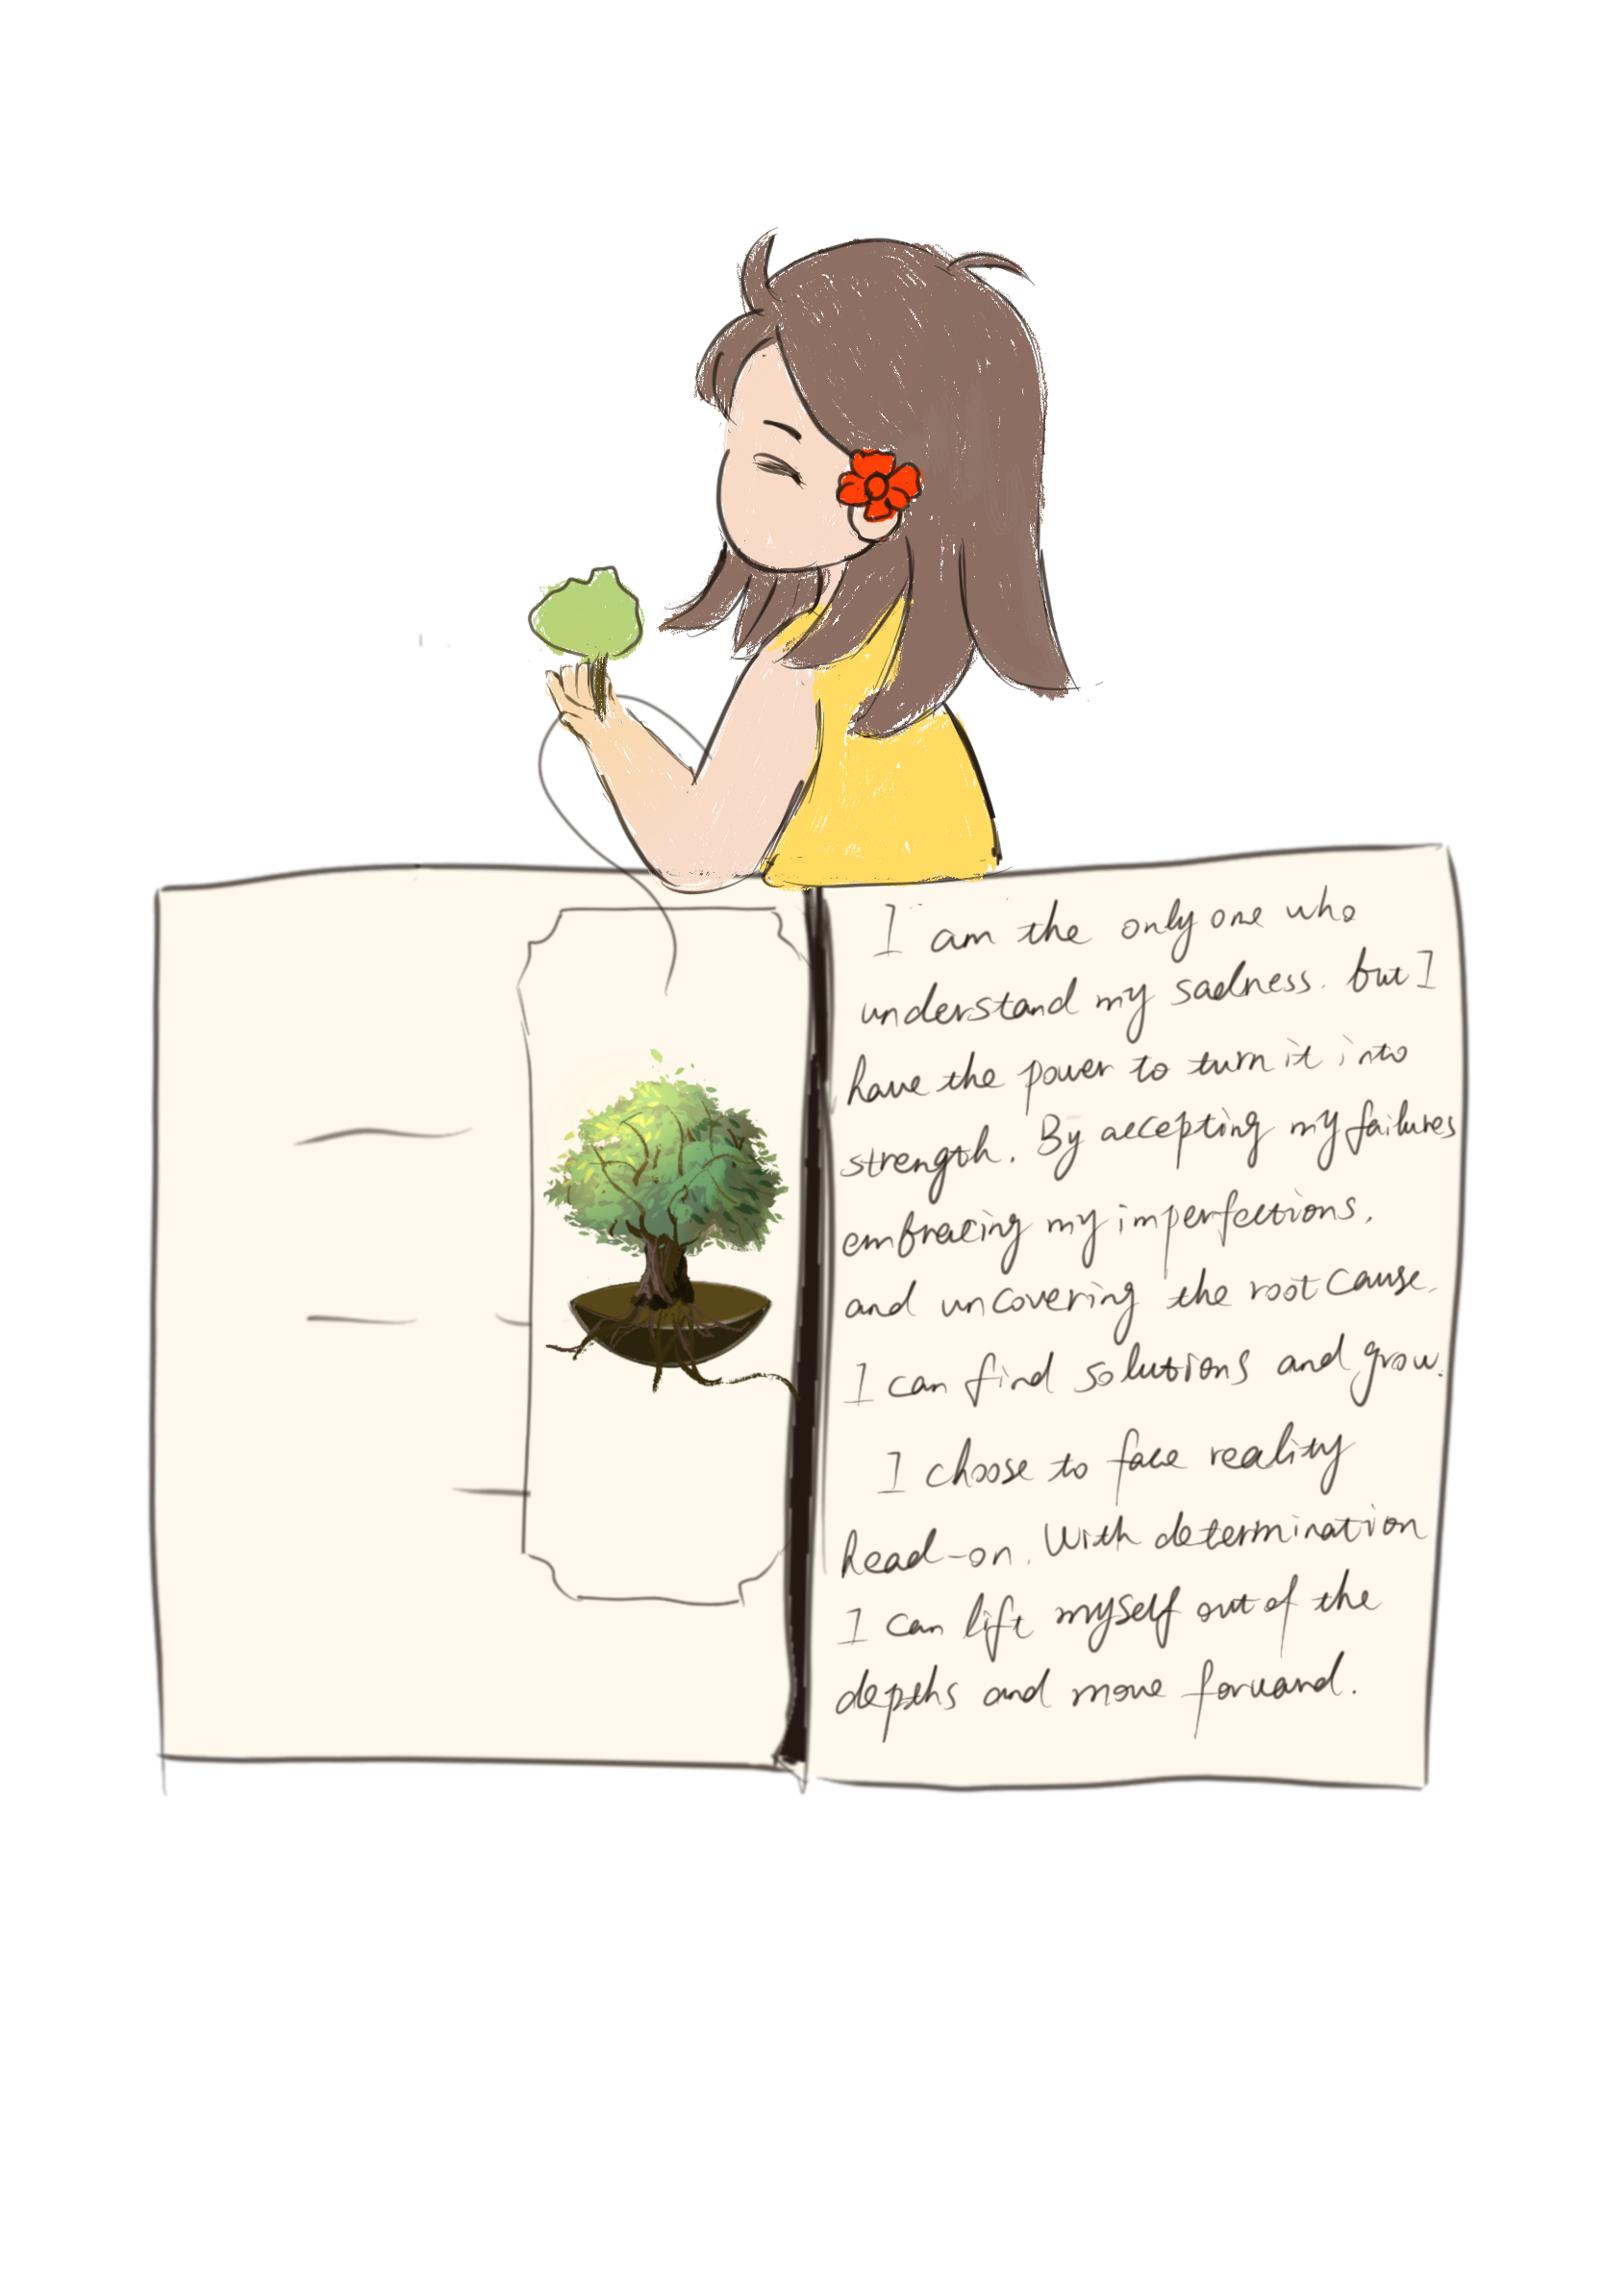 I am the only one who
understand my sadness. but I
have the power to turn it into
strength. By accepting my failures
embracing my imperfections.
and uncovering the root cause.
I can find solutions and grow.
I choose to face reality
head-on. With determination
I can lift myself out of the
depths and move forward.